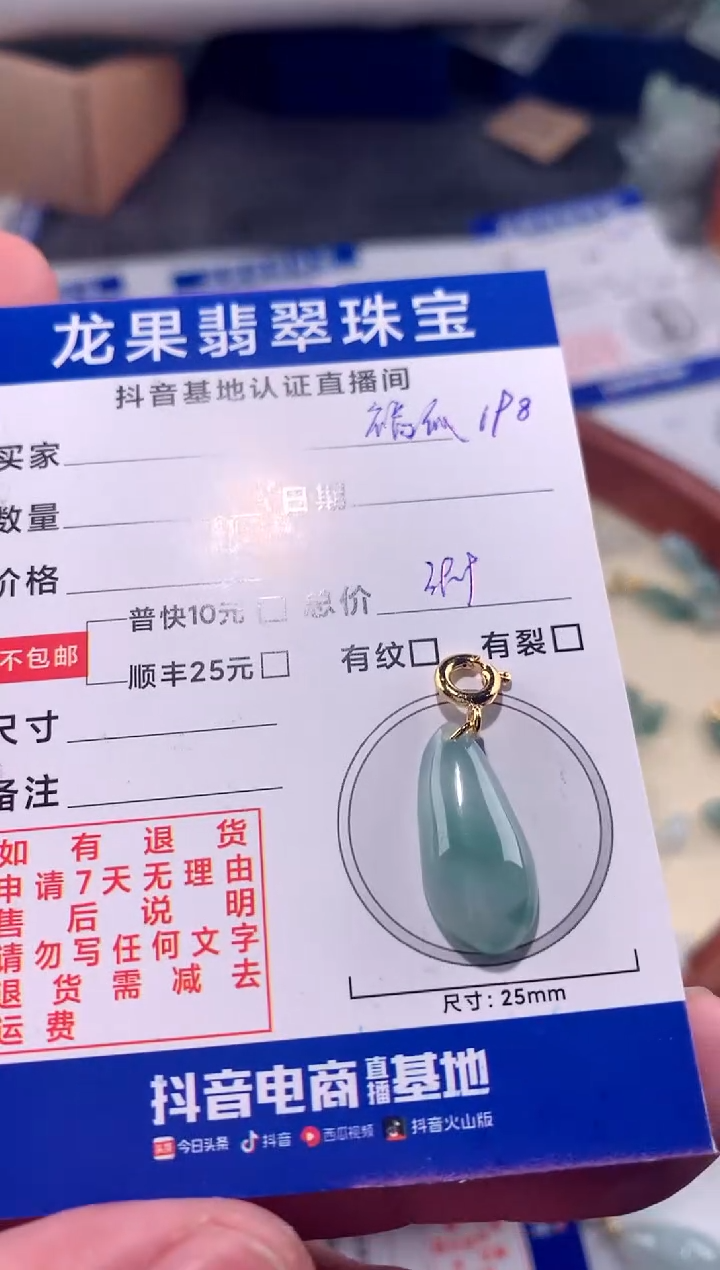 龙果翡翠珠宝
抖音基地认证直播间
买家
198
数量
日期
价格
普快10元
总价
不包邮
顺丰25元
有纹 有裂
尺寸
备注
如有退货
申请7天无理由
售后说明
请勿写任何文字
退货需减去
运费
尺寸:25mm
抖音电商直播基地
今日头条 抖音 西瓜视频 抖音火山版